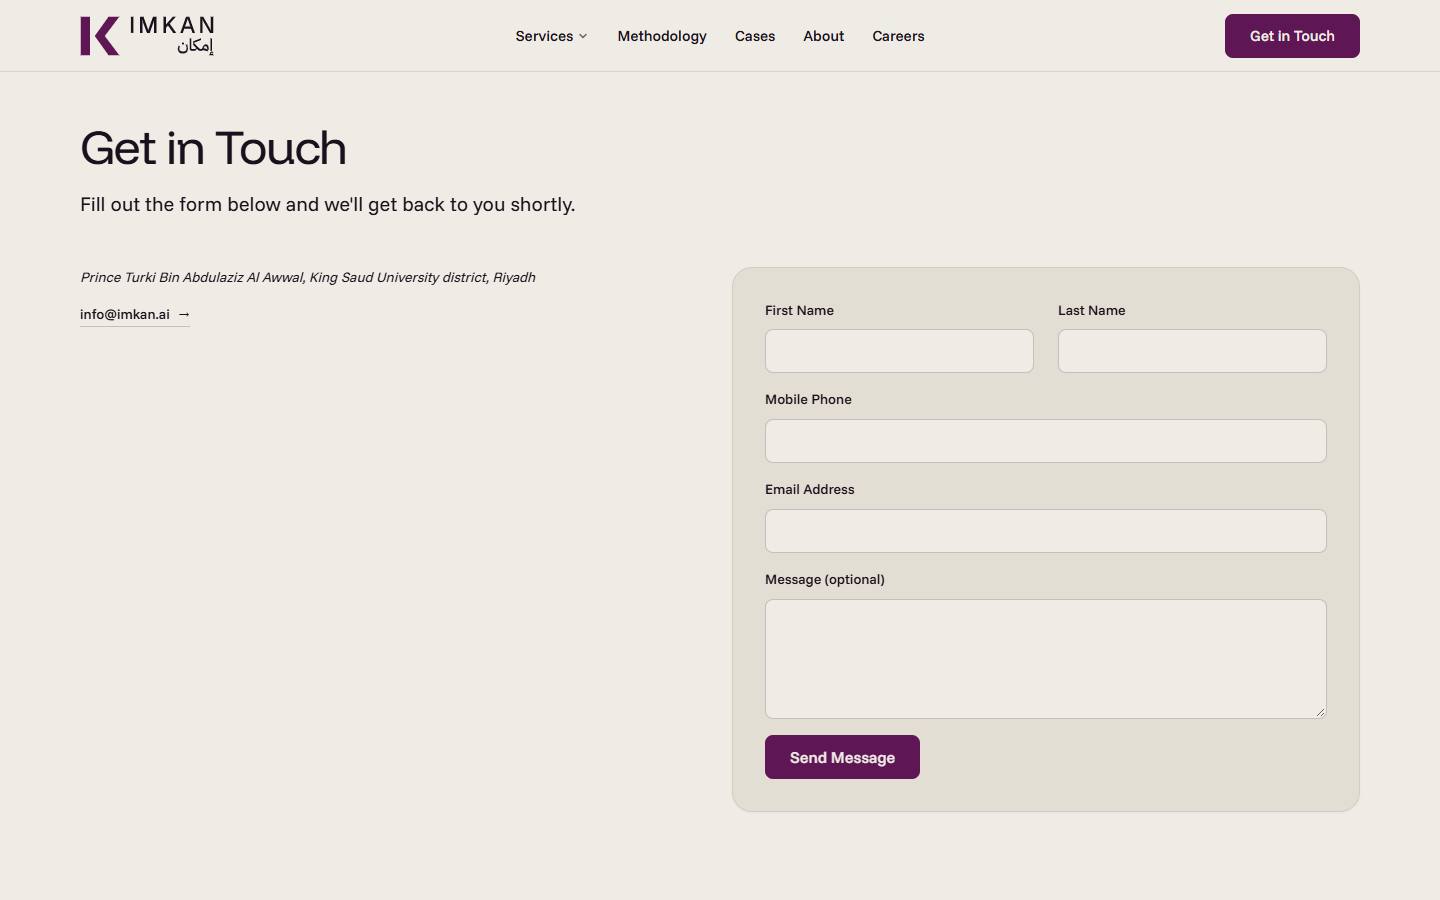 IMKAN
إمكان
Services
Methodology
Cases
About
Careers
Get in Touch
Get in Touch
Fill out the form below and we'll get back to you shortly.
Prince Turki Bin Abdulaziz Al Awwal, King Saud University district, Riyadh
info@imkan.ai →
First Name
Last Name
Mobile Phone
Email Address
Message (optional)
Send Message